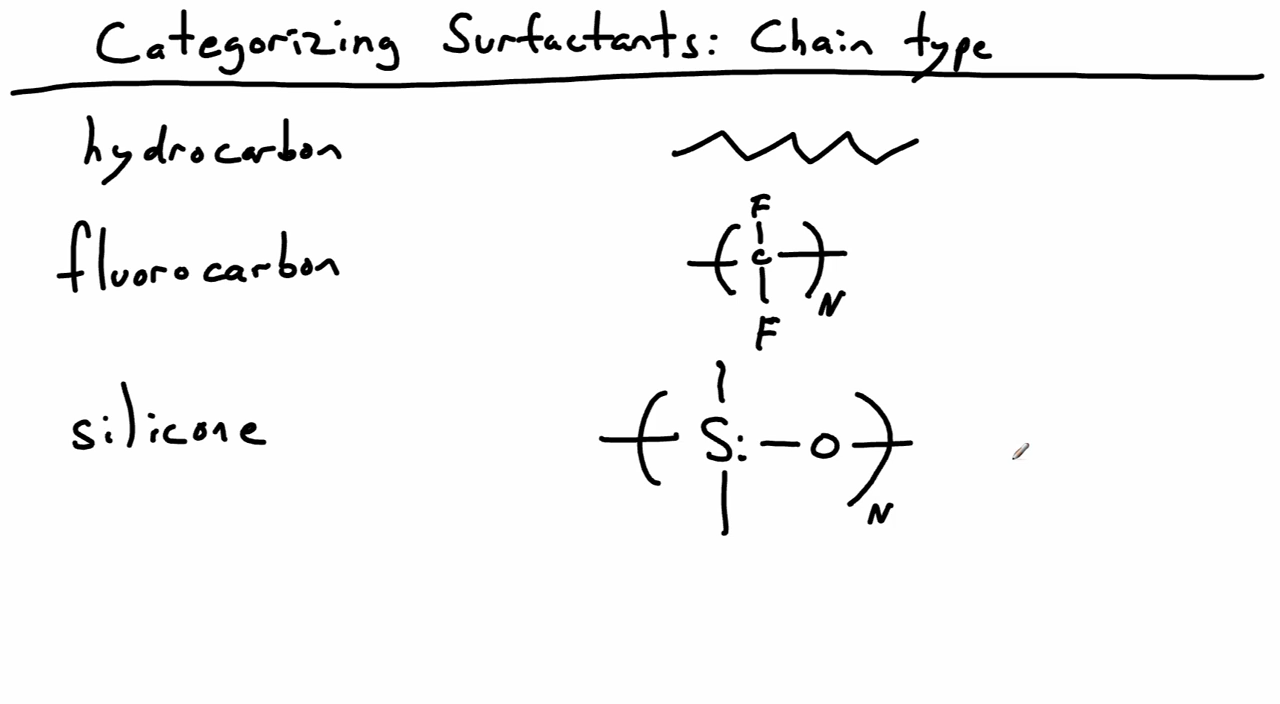 Categorizing Surfactants: Chain type
hydrocarbon
fluorocarbon
F
C
N
F
silicone
Si
O
N